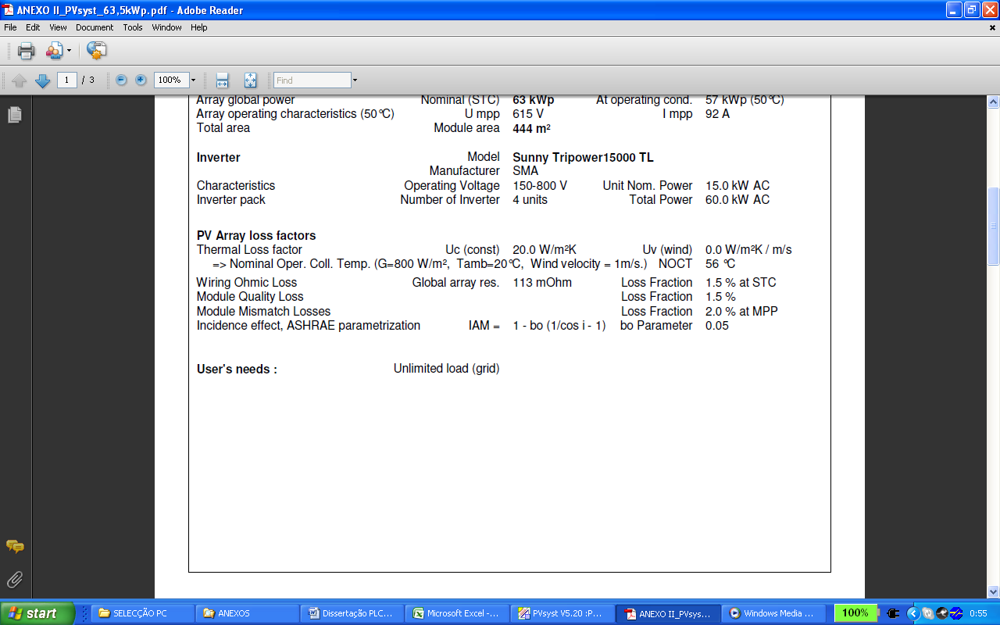 ANEXO II_PVsyst_63,5kWp.pdf - Adobe Reader
File Edit View Document Tools Window Help
1 / 3 100% Find
Array global power Nominal (STC) 63 kWp At operating cond. 57 kWp (50°C)
Array operating characteristics (50°C) U mpp 615 V I mpp 92 A
Total area Module area 444 m²
Inverter Model Sunny Tripower15000 TL
Manufacturer SMA
Characteristics Operating Voltage 150-800 V Unit Nom. Power 15.0 kW AC
Inverter pack Number of Inverter 4 units Total Power 60.0 kW AC
PV Array loss factors
Thermal Loss factor Uc (const) 20.0 W/m²K Uv (wind) 0.0 W/m²K / m/s
=> Nominal Oper. Coll. Temp. (G=800 W/m², Tamb=20°C, Wind velocity = 1m/s.) NOCT 56 °C
Wiring Ohmic Loss Global array res. 113 mOhm Loss Fraction 1.5 % at STC
Module Quality Loss Loss Fraction 1.5 %
Module Mismatch Losses Loss Fraction 2.0 % at MPP
Incidence effect, ASHRAE parametrization IAM = 1 - bo (1/cos i - 1) bo Parameter 0.05
User's needs : Unlimited load (grid)
start SELECÇÃO PC ANEXOS Dissertação PLC... Microsoft Excel -... PVsyst V5.20 :P... ANEXO II_PVsys... Windows Media ... 100% 0:55